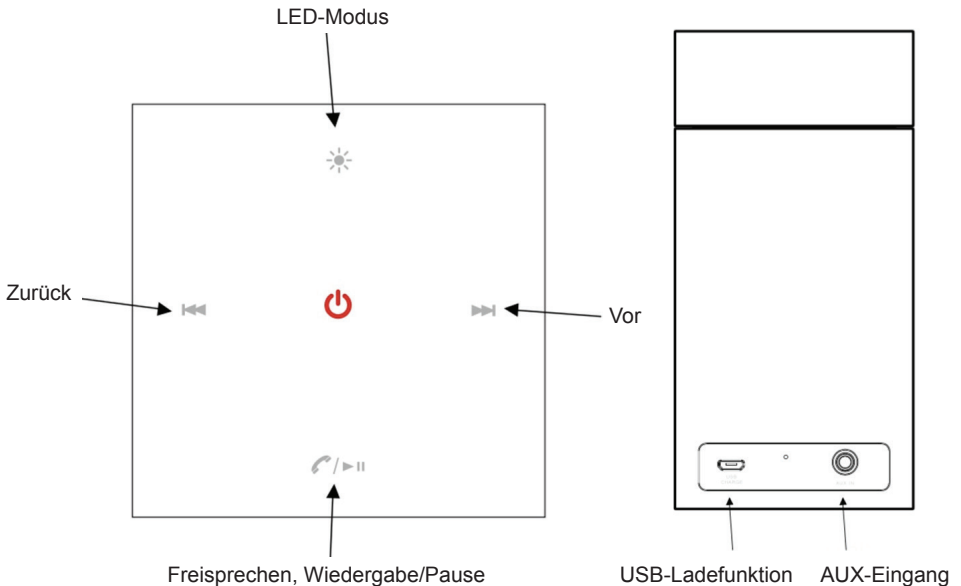 LED-Modus
Zurück
Vor
Freisprechen, Wiedergabe/Pause
USB-Ladefunktion
AUX-Eingang